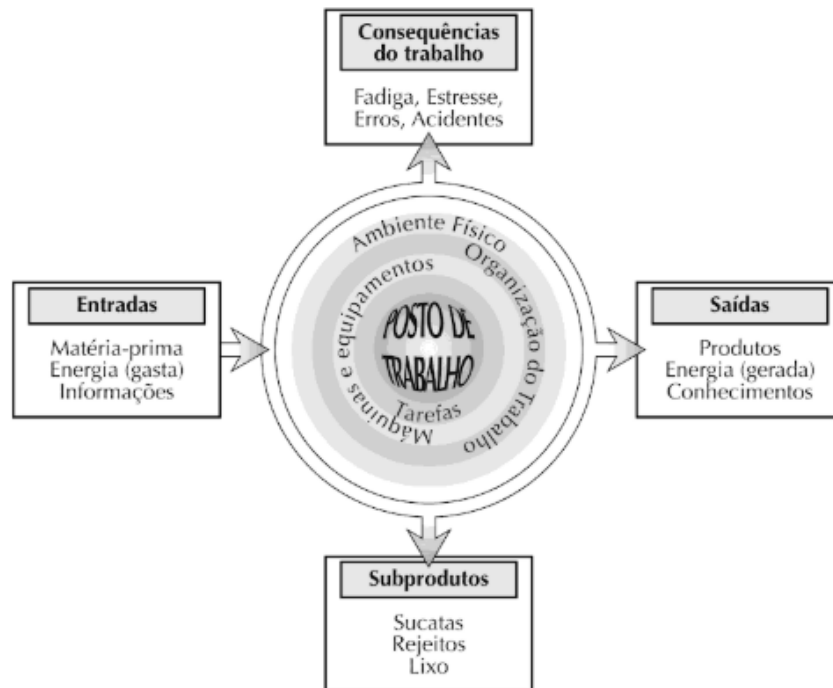 Consequências
do trabalho
Fadiga, Estresse,
Erros, Acidentes
Ambiente Físico
Organização do Trabalho
Máquinas e equipamentos
POSTO DE
TRABALHO
Tarefas
Entradas
Matéria-prima
Energia (gasta)
Informações
Saídas
Produtos
Energia (gerada)
Conhecimentos
Subprodutos
Sucatas
Rejeitos
Lixo